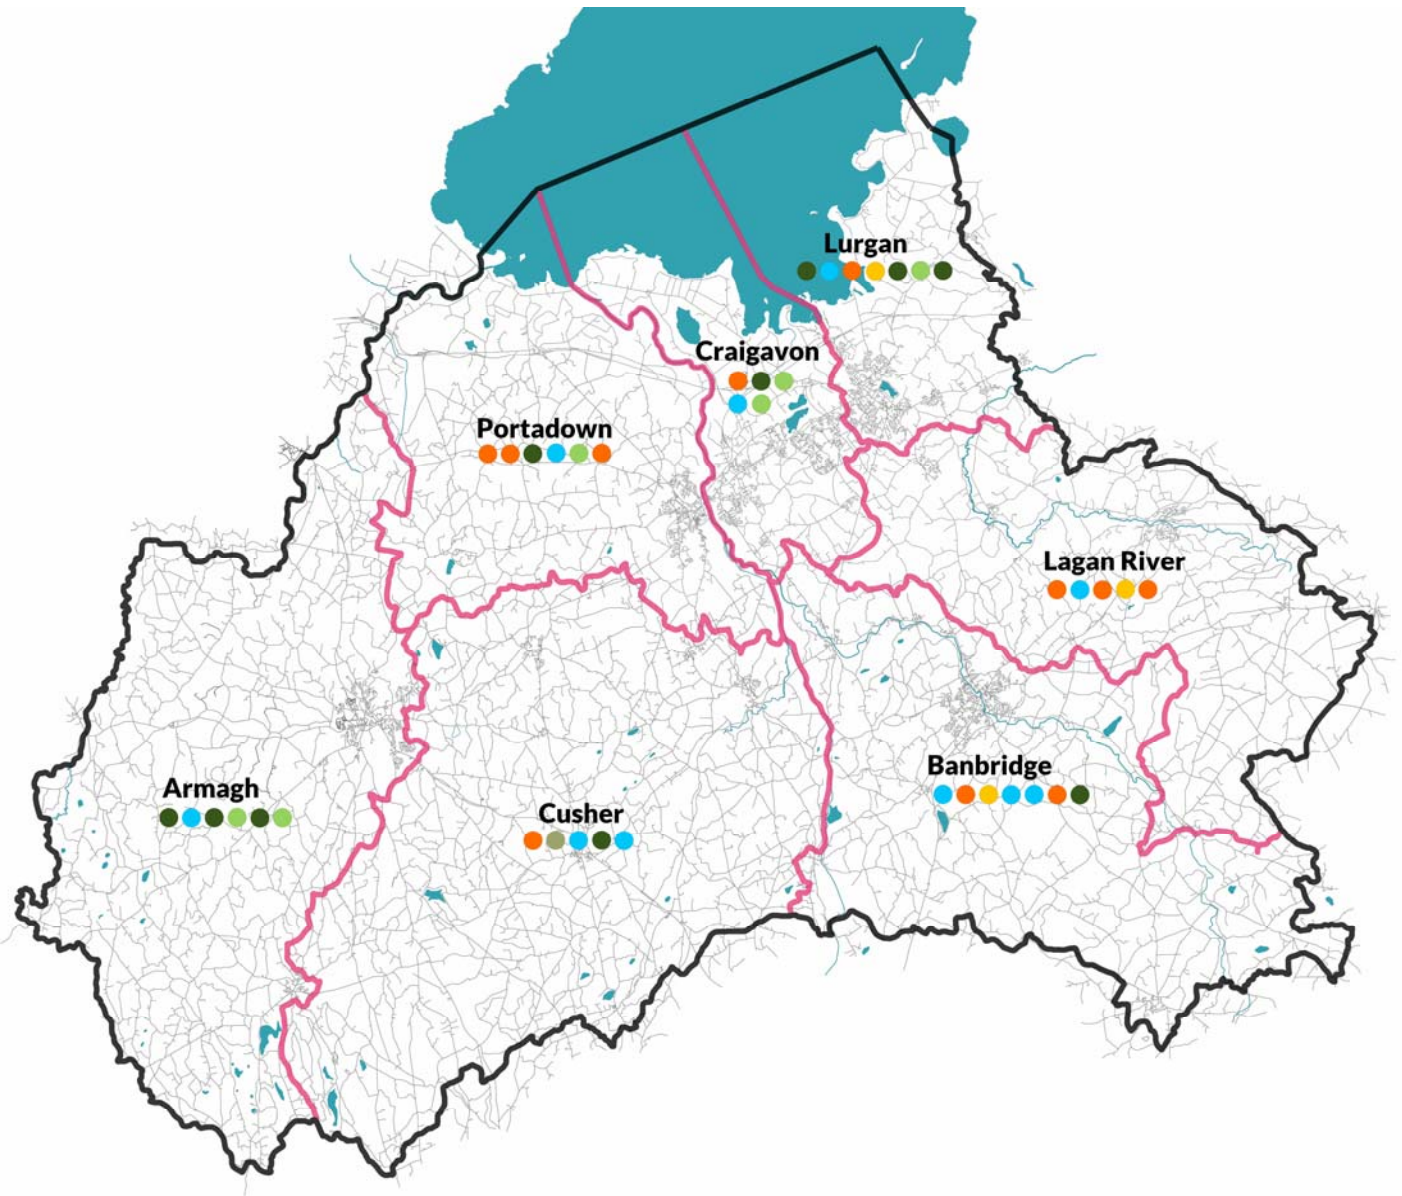 Lurgan
Craigavon
Portadown
Lagan River
Banbridge
Armagh
Cusher